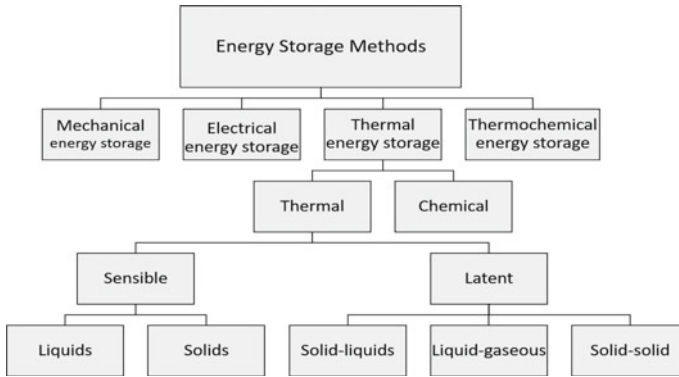 Energy Storage Methods
Mechanical
energy storage
Electrical
energy storage
Thermal
energy storage
Thermochemical
energy storage
Thermal
Chemical
Sensible
Latent
Liquids
Solids
Solid-liquids
Liquid-gaseous
Solid-solid